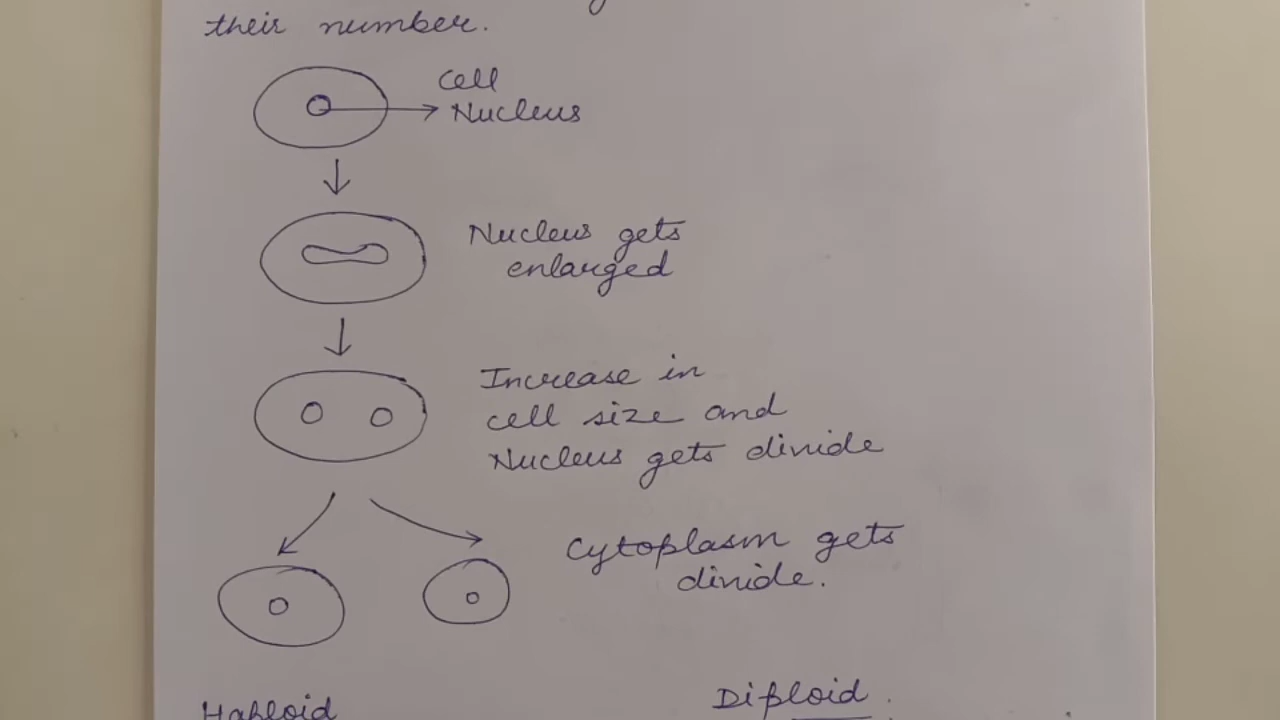 their number.
Cell
Nucleus
Nucleus gets
enlarged
Increase in
cell size and
Nucleus gets divide
Cytoplasm gets
divide.
Haploid
Diploid.